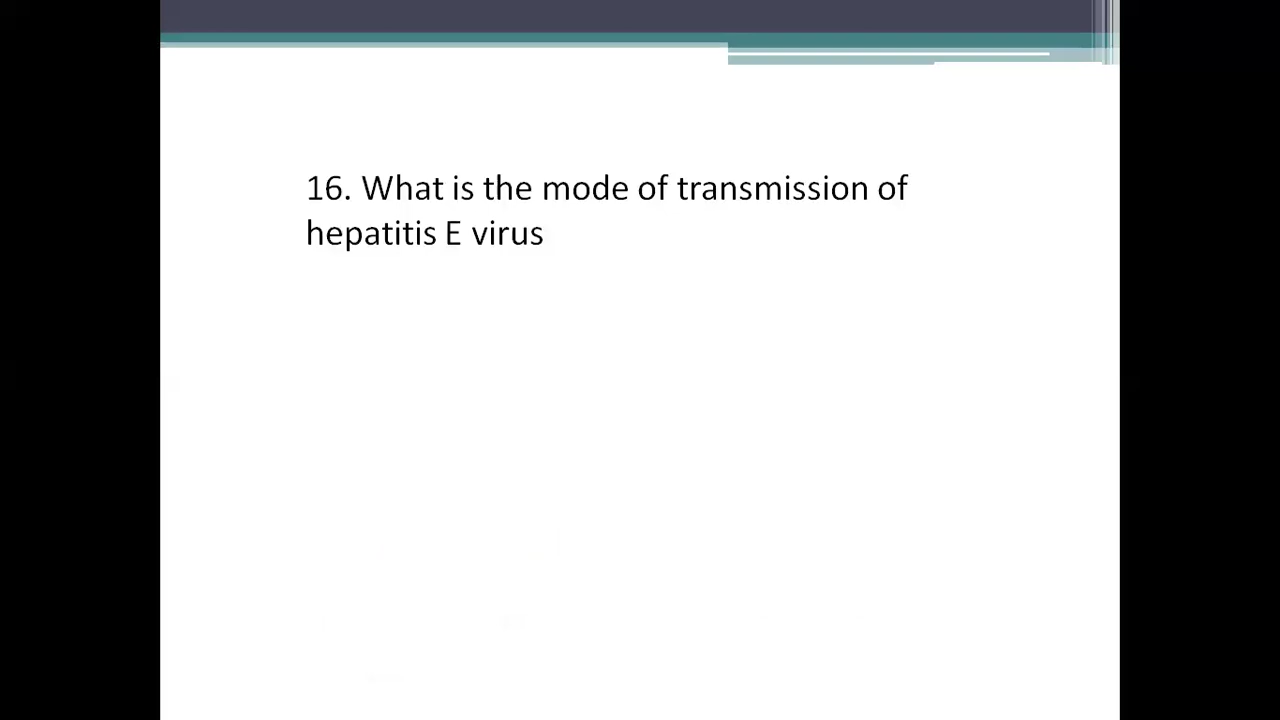 16. What is the mode of transmission of
hepatitis E virus